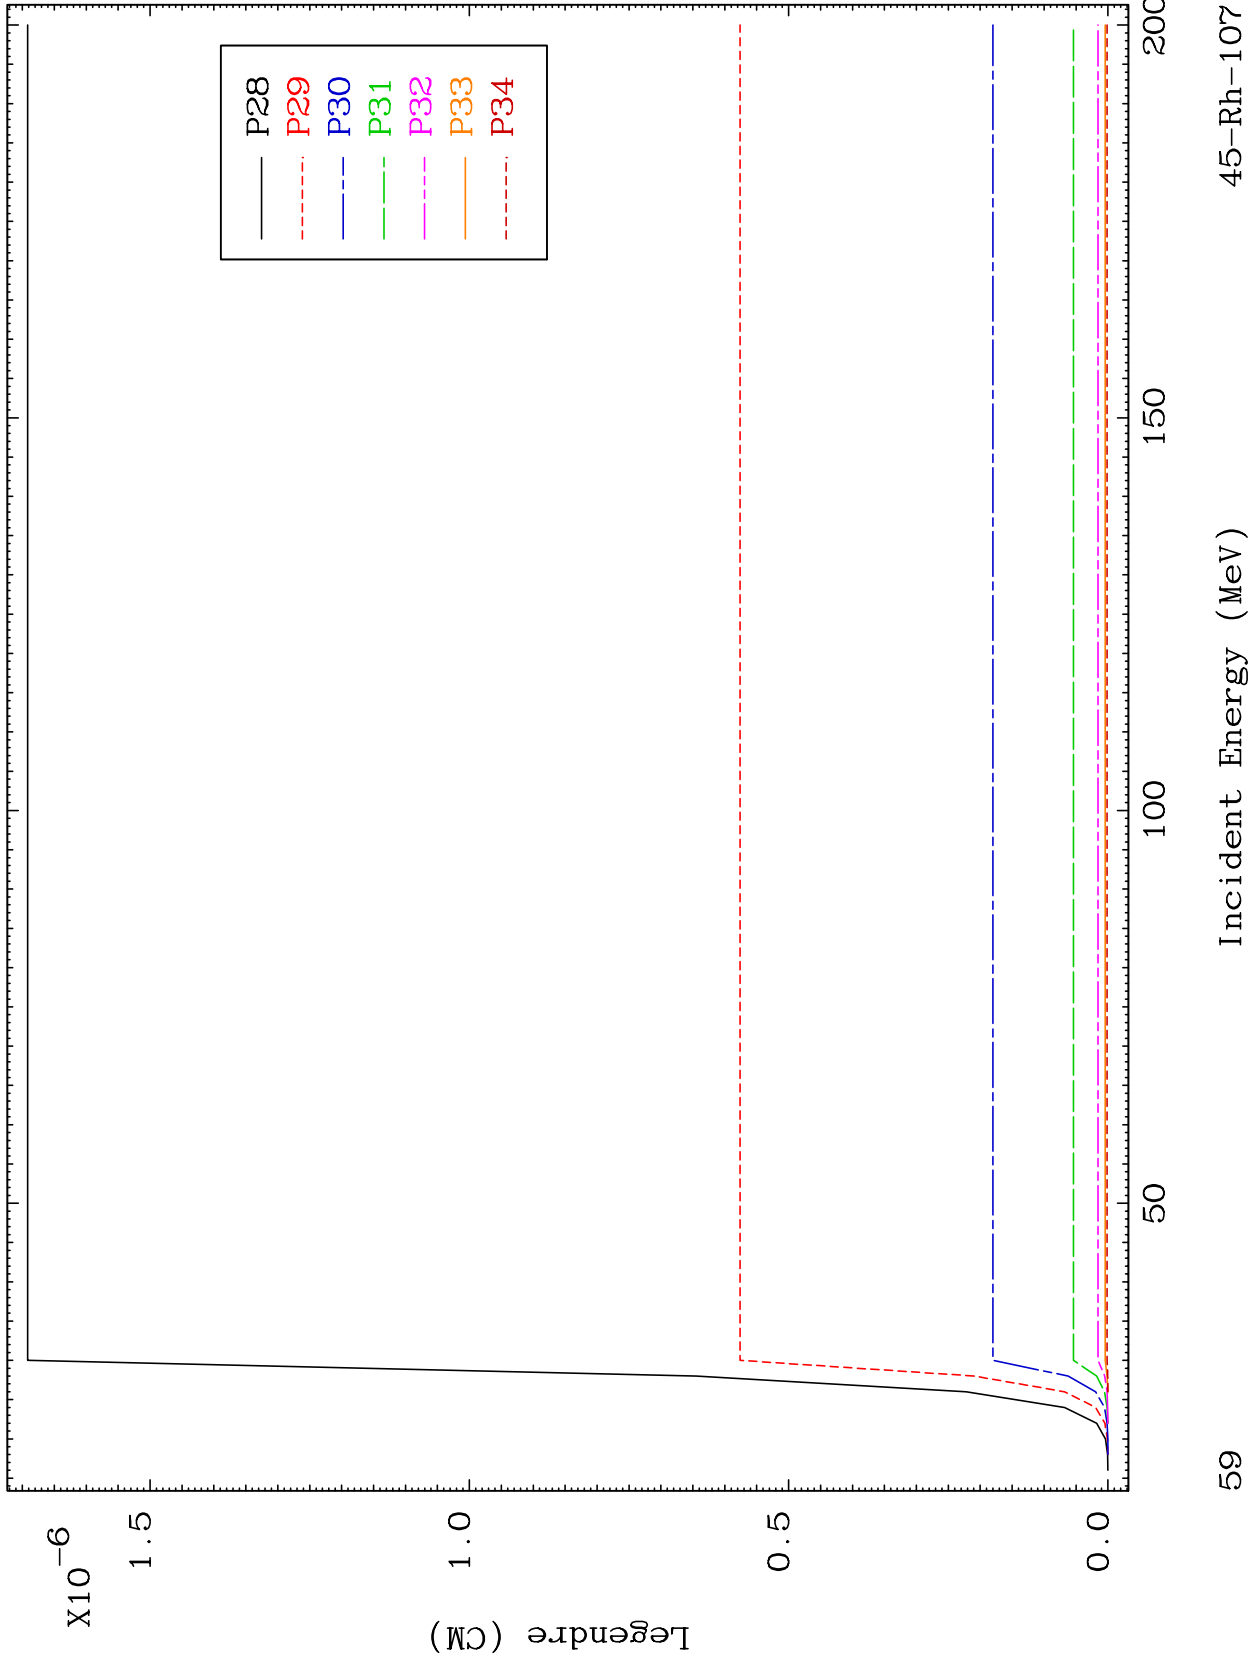 X10−6
1.5
1.0
0.5
0.0
Legendre (CM)
P28
P29
P30
P31
P32
P33
P34
50
100
150
200
Incident Energy (MeV)
59
45−Rh−107